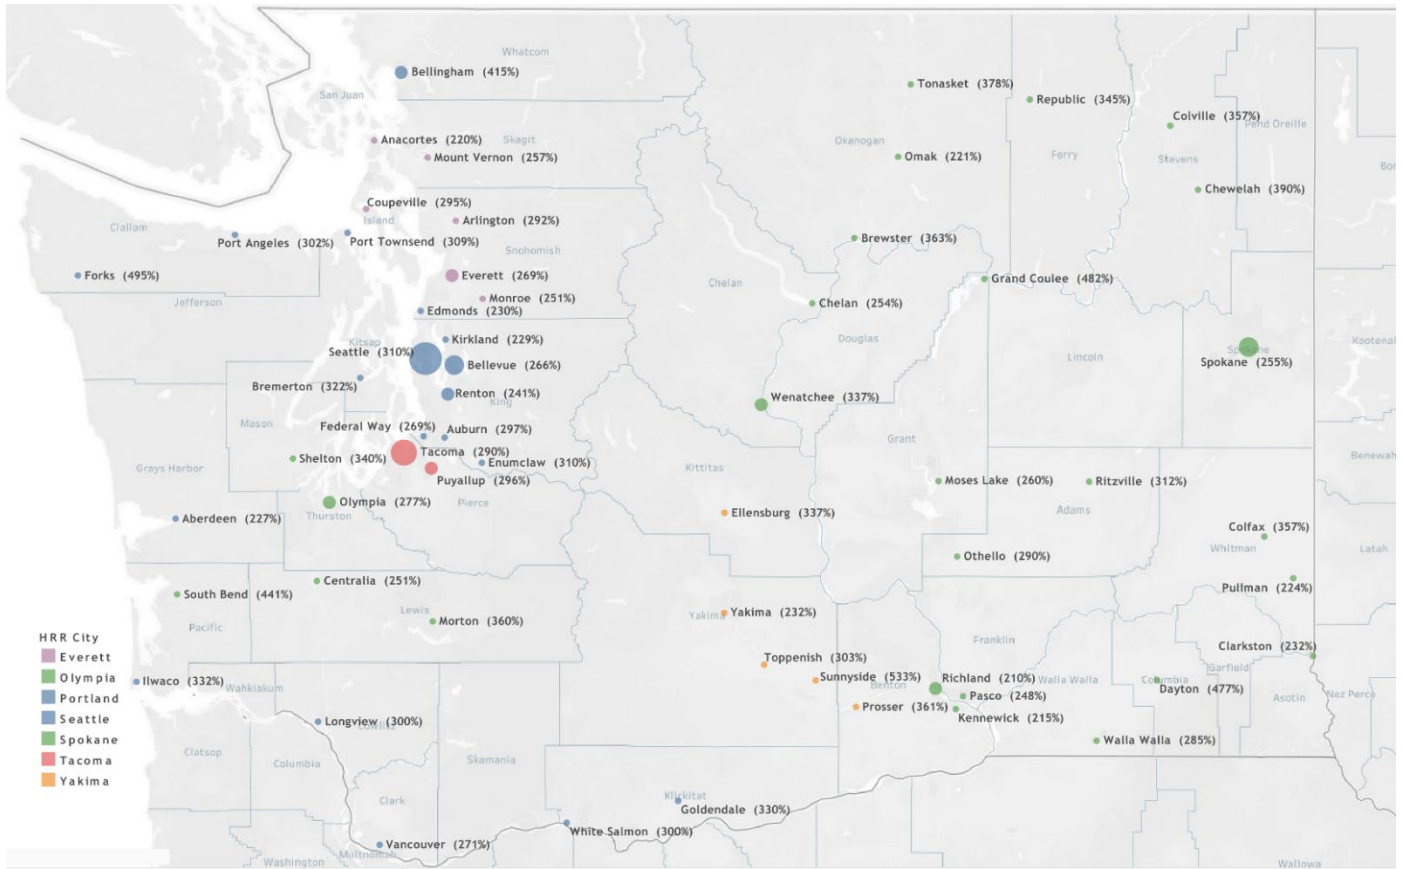 Whatcom
Bellingham (415%)
San Juan
Tonasket (378%)
Republic (345%)
Colville (357%)
Pend Oreille
Anacortes (220%)
Skagit
Mount Vernon (257%)
Okanogan
Omak (221%)
Ferry
Stevens
Chewelah (390%)
Coupeville (295%)
Island
Arlington (292%)
Clallam
Port Angeles (302%)
Port Townsend (309%)
Snohomish
Brewster (363%)
Forks (495%)
Everett (269%)
Chelan
Grand Coulee (482%)
Jefferson
Monroe (251%)
Edmonds (230%)
Chelan (254%)
Kitsap
Kirkland (229%)
Douglas
Seattle (310%)
Bellevue (266%)
Lincoln
Spokane
Spokane (255%)
Kootenai
Bremerton (322%)
Renton (241%)
King
Wenatchee (337%)
Mason
Federal Way (269%)
Auburn (297%)
Grant
Tacoma (290%)
Shelton (340%)
Enumclaw (310%)
Benewah
Grays Harbor
Puyallup (296%)
Kittitas
Moses Lake (260%)
Ritzville (312%)
Olympia (277%)
Pierce
Thurston
Aberdeen (227%)
Ellensburg (337%)
Adams
Colfax (357%)
Whitman
Latah
Othello (290%)
Centralia (251%)
Pullman (224%)
South Bend (441%)
Lewis
Morton (360%)
Yakima
Yakima (232%)
Pacific
HRR City
Everett
Olympia
Portland
Seattle
Spokane
Tacoma
Yakima
Franklin
Clarkston (232%)
Toppenish (303%)
Garfield
Ilwaco (332%)
Wahkiakum
Sunnyside (533%)
Benton
Richland (210%)
Walla Walla
Columbia
Dayton (477%)
Asotin
Nez Perce
Pasco (248%)
Prosser (361%)
Kennewick (215%)
Longview (300%)
Cowlitz
Walla Walla (285%)
Clatsop
Columbia
Skamania
Clark
Klickitat
Goldendale (330%)
White Salmon (300%)
Vancouver (271%)
Multnomah
Washington
Wallowa